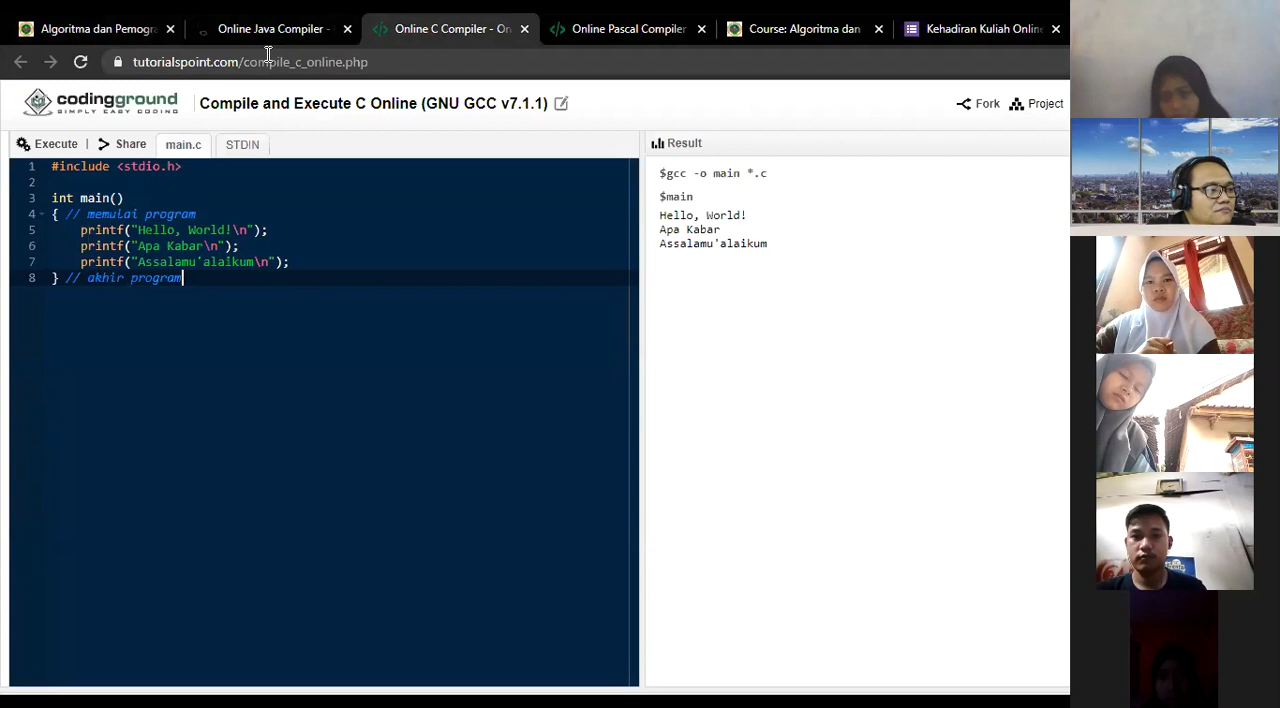 Algoritma dan Pemogra
Online Java Compiler -
Online C Compiler - On
Online Pascal Compiler
Course: Algoritma dan
Kehadiran Kuliah Online
tutorialspoint.com/compile_c_online.php
codingground
SIMPLY EASY CODING
Compile and Execute C Online (GNU GCC v7.1.1)
Fork
Project
Execute
Share
main.c
STDIN
Result
1 #include <stdio.h>
2
3 int main()
4 { // memulai program
5 printf("Hello, World!\n");
6 printf("Apa Kabar\n");
7 printf("Assalamu'alaikum\n");
8 } // akhir program
$gcc -o main *.c
$main
Hello, World!
Apa Kabar
Assalamu'alaikum